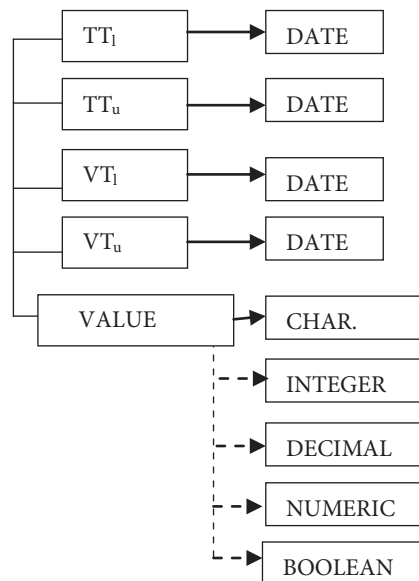 TTₗ DATE
TTᵤ DATE
VTₗ DATE
VTᵤ DATE
VALUE CHAR.
INTEGER
DECIMAL
NUMERIC
BOOLEAN